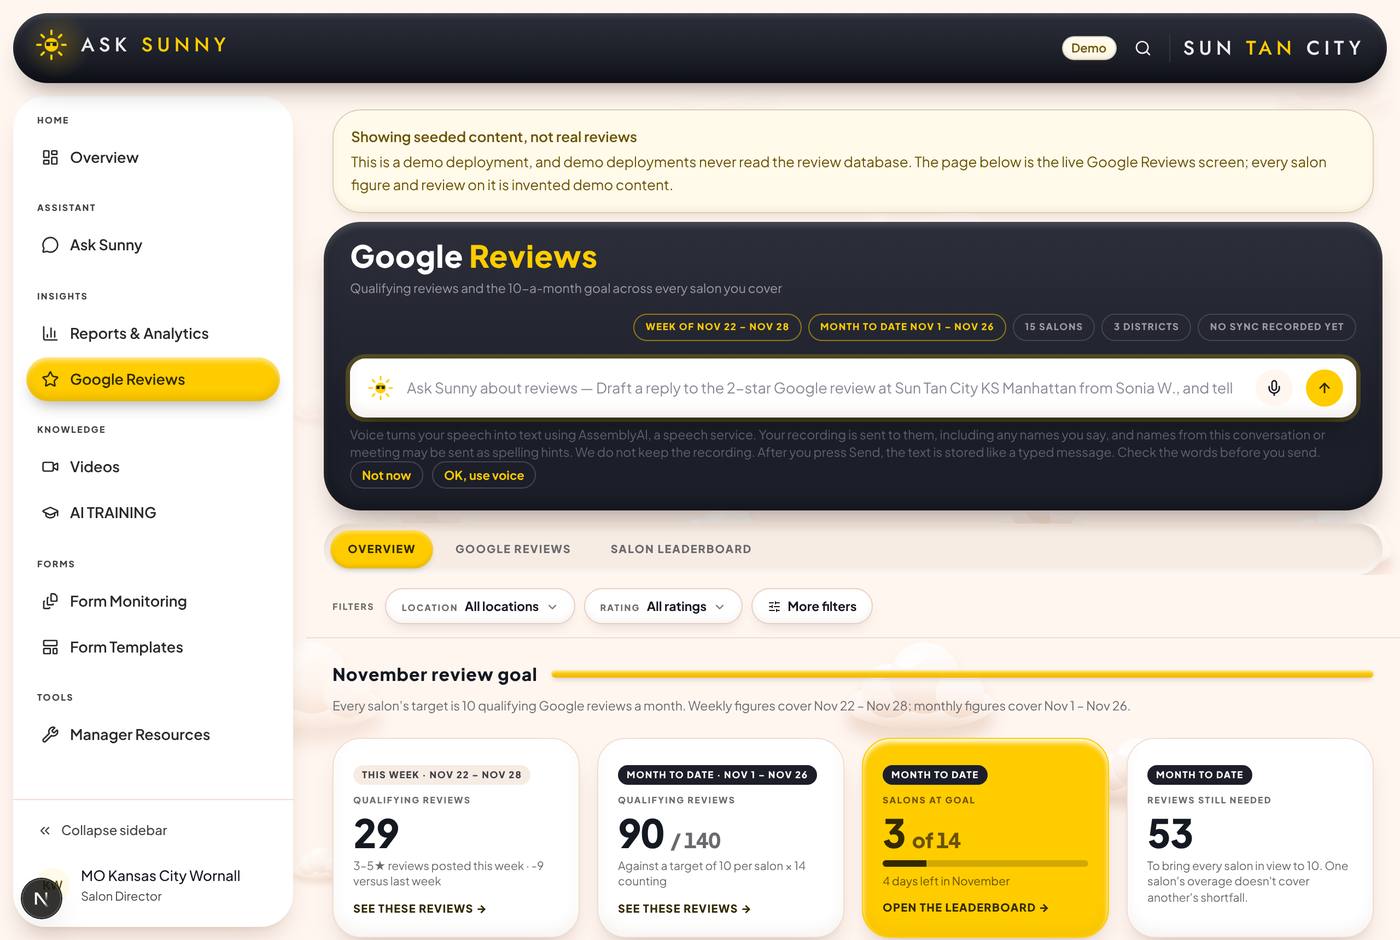 ASK SUNNY
Demo
SUN TAN CITY
HOME
Overview
ASSISTANT
Ask Sunny
INSIGHTS
Reports & Analytics
Google Reviews
KNOWLEDGE
Videos
AI TRAINING
FORMS
Form Monitoring
Form Templates
TOOLS
Manager Resources
Collapse sidebar
KW
N
MO Kansas City Wornall
Salon Director
Showing seeded content, not real reviews
This is a demo deployment, and demo deployments never read the review database. The page below is the live Google Reviews screen; every salon
figure and review on it is invented demo content.
Google Reviews
Qualifying reviews and the 10–a-month goal across every salon you cover
WEEK OF NOV 22 – NOV 28
MONTH TO DATE NOV 1 – NOV 26
15 SALONS
3 DISTRICTS
NO SYNC RECORDED YET
Ask Sunny about reviews — Draft a reply to the 2–star Google review at Sun Tan City KS Manhattan from Sonia W., and tell
Voice turns your speech into text using AssemblyAI, a speech service. Your recording is sent to them, including any names you say, and names from this conversation or
meeting may be sent as spelling hints. We do not keep the recording. After you press Send, the text is stored like a typed message. Check the words before you send.
Not now
OK, use voice
OVERVIEW
GOOGLE REVIEWS
SALON LEADERBOARD
FILTERS
LOCATION All locations
RATING All ratings
More filters
November review goal
Every salon's target is 10 qualifying Google reviews a month. Weekly figures cover Nov 22 – Nov 28; monthly figures cover Nov 1 – Nov 26.
THIS WEEK · NOV 22 – NOV 28
QUALIFYING REVIEWS
29
3–5★ reviews posted this week · -9
versus last week
SEE THESE REVIEWS →
MONTH TO DATE · NOV 1 – NOV 26
QUALIFYING REVIEWS
90 / 140
Against a target of 10 per salon × 14
counting
SEE THESE REVIEWS →
MONTH TO DATE
SALONS AT GOAL
3 of 14
4 days left in November
OPEN THE LEADERBOARD →
MONTH TO DATE
REVIEWS STILL NEEDED
53
To bring every salon in view to 10. One
salon's overage doesn't cover
another's shortfall.